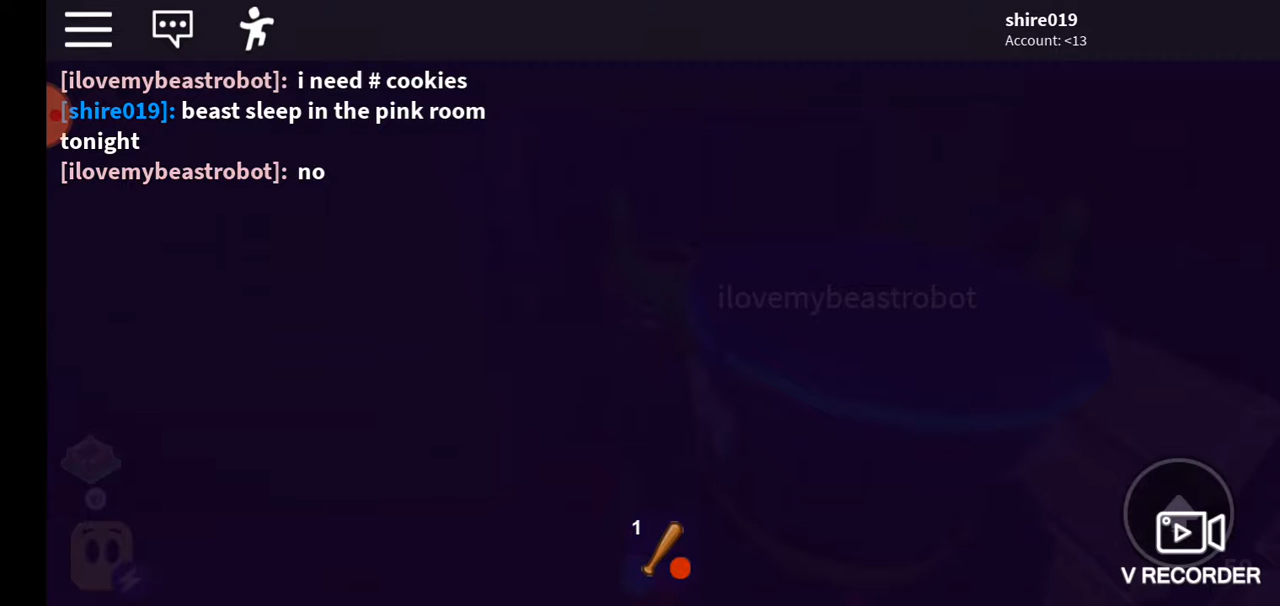 shire019
Account: <13
[ilovemybeastrobot]: i need # cookies
[shire019]: beast sleep in the pink room
tonight
[ilovemybeastrobot]: no
ilovemybeastrobot
1
V RECORDER